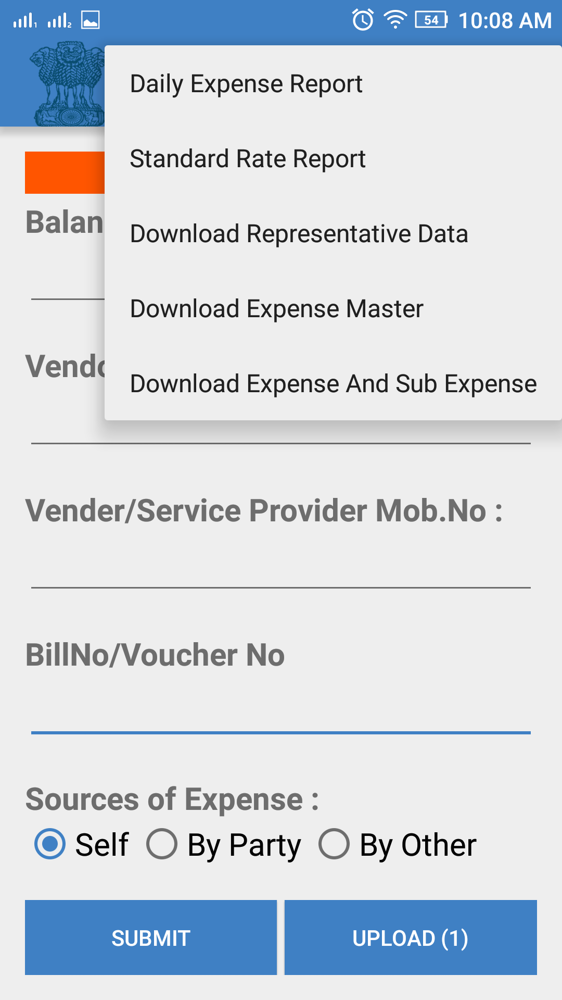 1 2 54 10:08 AM
Daily Expense Report
Standard Rate Report
Balan
Download Representative Data
Download Expense Master
Vend
Download Expense And Sub Expense
Vender/Service Provider Mob.No :
BillNo/Voucher No
Sources of Expense :
Self By Party By Other
SUBMIT UPLOAD (1)